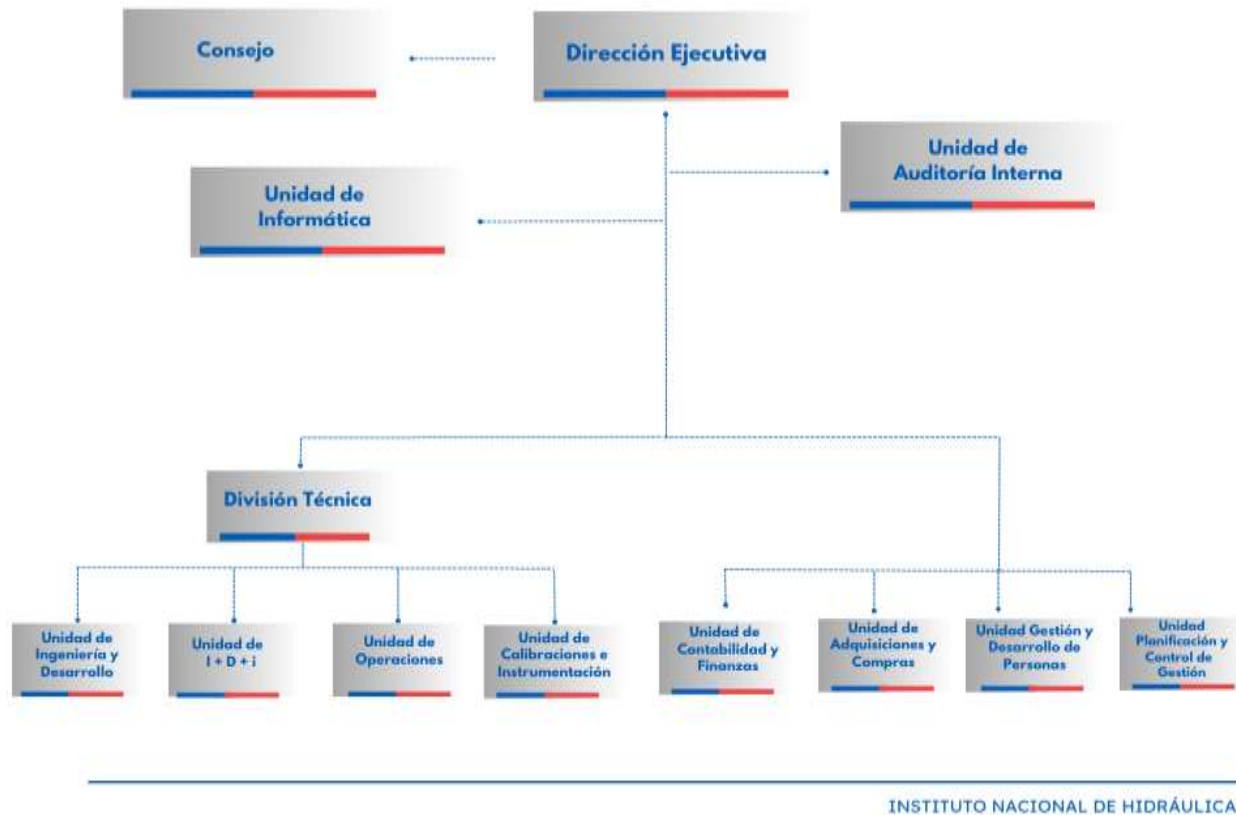 Consejo
Dirección Ejecutiva
Unidad de
Auditoría Interna
Unidad de
Informática
División Técnica
Unidad de
Ingeniería y
Desarrollo
Unidad de
I + D + i
Unidad de
Operaciones
Unidad de
Calibraciones e
Instrumentación
Unidad de
Contabilidad y
Finanzas
Unidad de
Adquisiciones y
Compras
Unidad Gestión y
Desarrollo de
Personas
Unidad
Planificación y
Control de
Gestión
INSTITUTO NACIONAL DE HIDRÁULICA